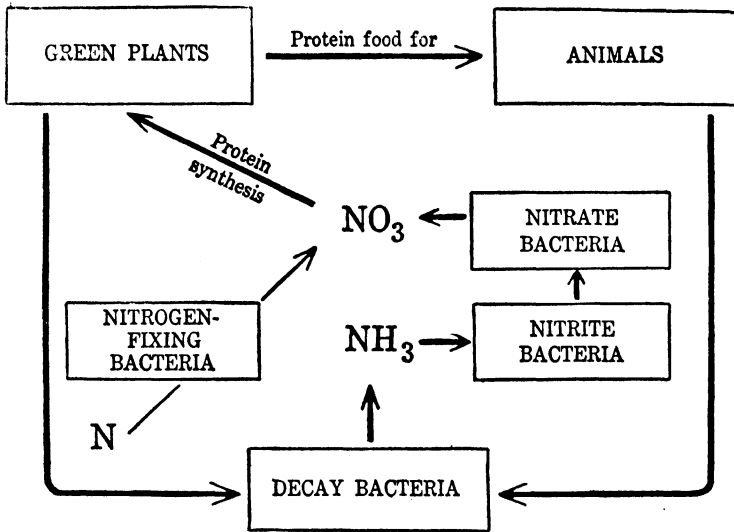 GREEN PLANTS
Protein food for
ANIMALS
Protein
synthesis
NO3
NITRATE
BACTERIA
NITROGEN-
FIXING
BACTERIA
NH3
NITRITE
BACTERIA
N
DECAY BACTERIA